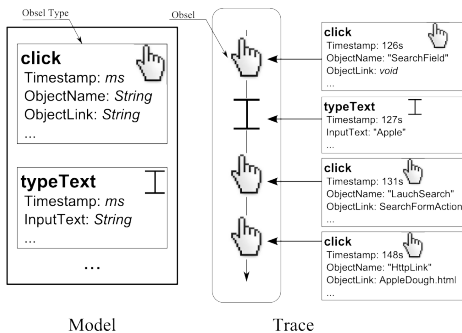 Obsel Type
click
Timestamp: ms
ObjectName: String
ObjectLink: String
...
typeText
Timestamp: ms
InputText: String
...
...
Model
Obsel
Trace
click
Timestamp: 126s
ObjectName: "SearchField"
ObjectLink: void
...
typeText
Timestamp: 127s
InputText: "Apple"
...
click
Timestamp: 131s
ObjectName: "LauchSearch"
ObjectLink: SearchFormAction
...
click
Timestamp: 148s
ObjectName: "HttpLink"
ObjectLink: AppleDough.html
...